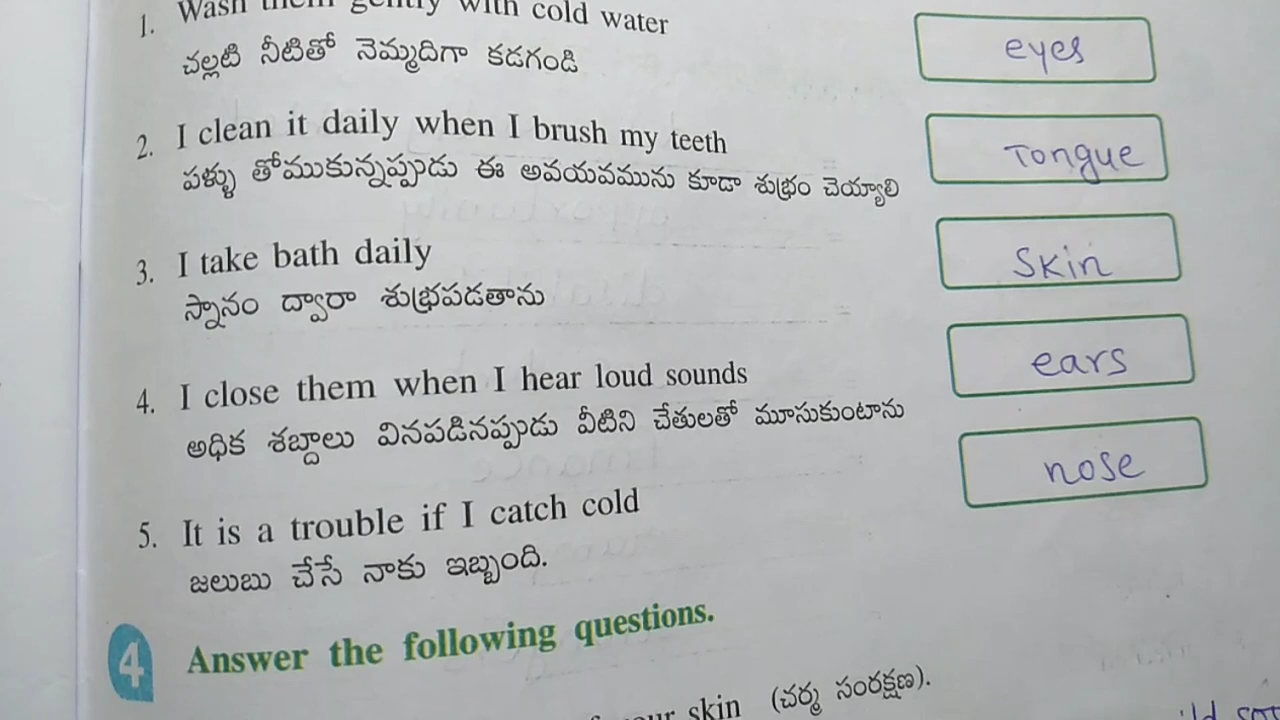 1. Wash them gently with cold water
eyes
చల్లటి నీటితో నెమ్మదిగా కడగండి
2. I clean it daily when I brush my teeth
Tongue
పళ్ళు తోముకున్నప్పుడు ఈ అవయవమును కూడా శుభ్రం చెయ్యాలి
3. I take bath daily
Skin
స్నానం ద్వారా శుభ్రపడతాను
4. I close them when I hear loud sounds
ears
అధిక శబ్దాలు వినపడినప్పుడు వీటిని చేతులతో మూసుకుంటాను
nose
5. It is a trouble if I catch cold
జలుబు చేసే నాకు ఇబ్బంది.
4 Answer the following questions.
skin (చర్మ సంరక్షణ).